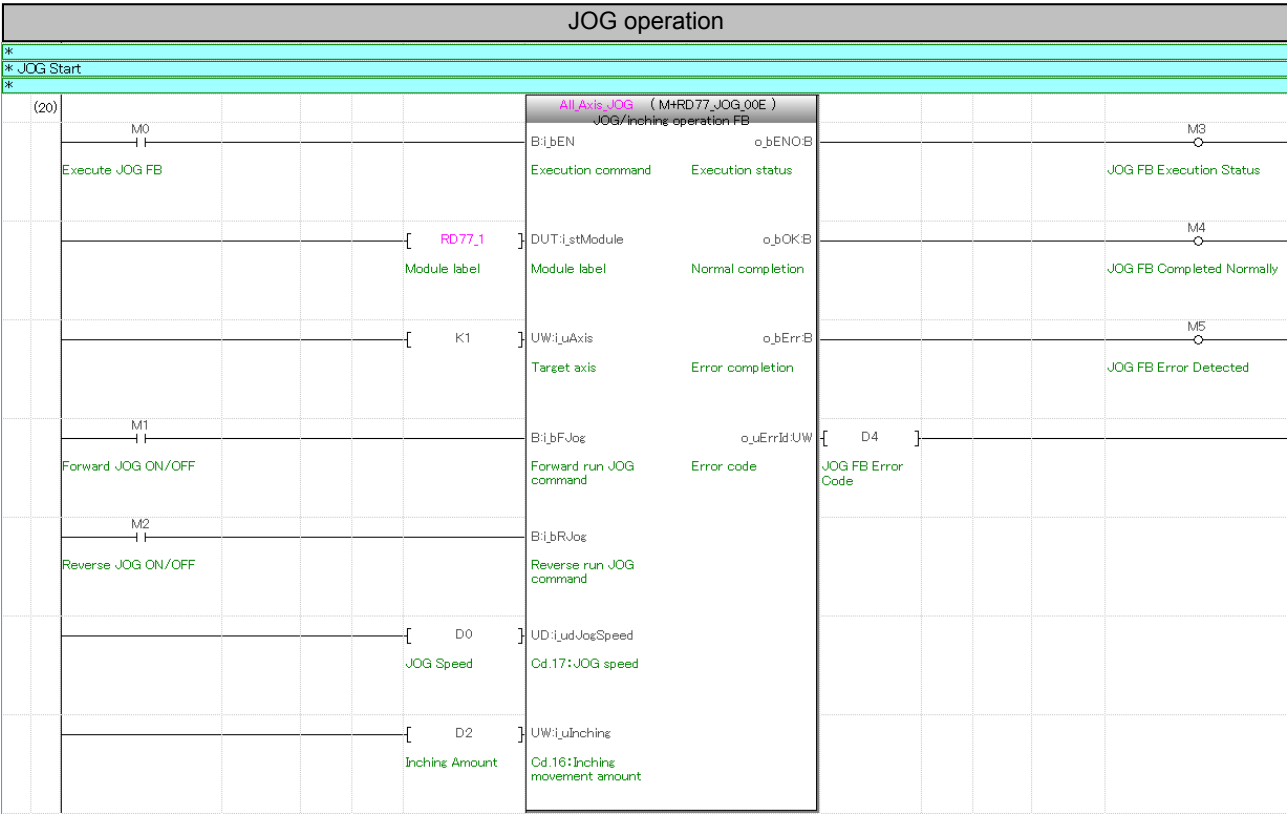 JOG operation
*
* JOG Start
*
(20)
All_Axis_JOG ( M+RD77_JOG_00E )
JOG/inching operation FB
M0
B:i_bEN
o_bENO:B
M3
Execute JOG FB
Execution command
Execution status
JOG FB Execution Status
RD77_1
DUT:i_stModule
o_bOK:B
M4
Module label
Module label
Normal completion
JOG FB Completed Normally
K1
UW:i_uAxis
o_bErr:B
M5
Target axis
Error completion
JOG FB Error Detected
M1
B:i_bFJog
o_uErrId:UW
D4
Forward JOG ON/OFF
Forward run JOG
command
Error code
JOG FB Error
Code
M2
B:i_bRJog
Reverse JOG ON/OFF
Reverse run JOG
command
D0
UD:i_udJogSpeed
JOG Speed
Cd.17:JOG speed
D2
UW:i_uInching
Inching Amount
Cd.16:Inching
movement amount